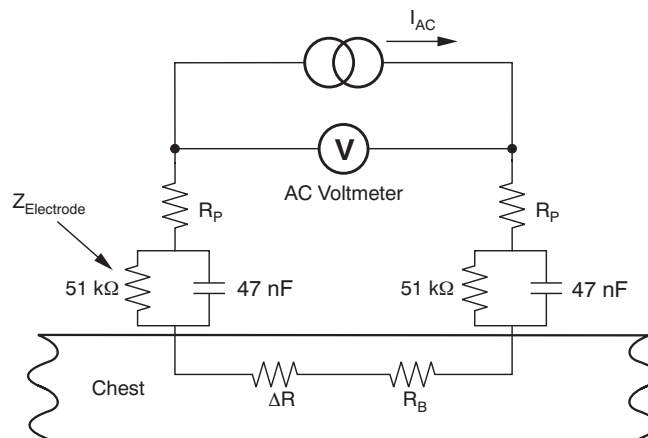 I_AC
V
AC Voltmeter
R_P
R_P
Z_Electrode
51 kΩ
47 nF
51 kΩ
47 nF
Chest
ΔR
R_B